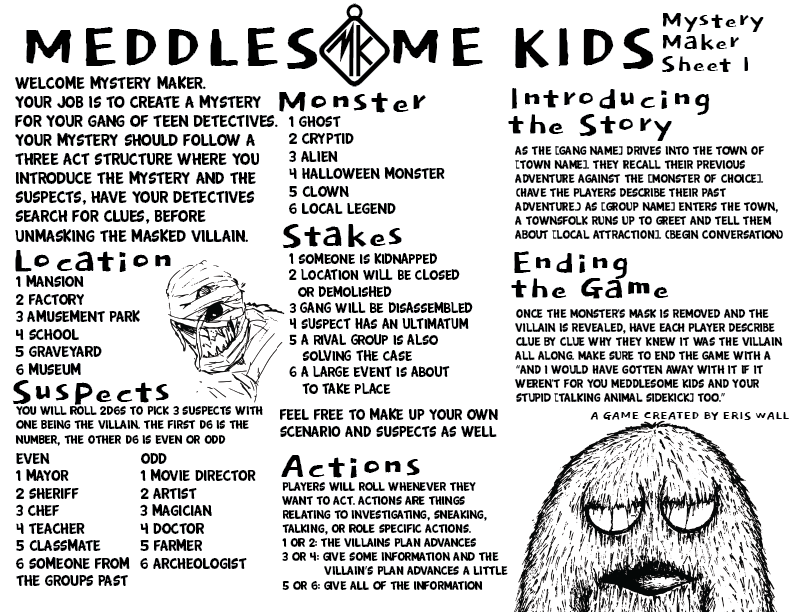 MEDDLESOME KIDS
MK
Mystery
Maker
Sheet 1
WELCOME MYSTERY MAKER.
YOUR JOB IS TO CREATE A MYSTERY
FOR YOUR GANG OF TEEN DETECTIVES.
YOUR MYSTERY SHOULD FOLLOW A
THREE ACT STRUCTURE WHERE YOU
INTRODUCE THE MYSTERY AND THE
SUSPECTS, HAVE YOUR DETECTIVES
SEARCH FOR CLUES, BEFORE
UNMASKING THE MASKED VILLAIN.
Location
1 MANSION
2 FACTORY
3 AMUSEMENT PARK
4 SCHOOL
5 GRAVEYARD
6 MUSEUM
Suspects
YOU WILL ROLL 2D6S TO PICK 3 SUSPECTS WITH
ONE BEING THE VILLAIN. THE FIRST D6 IS THE
NUMBER, THE OTHER D6 IS EVEN OR ODD
EVEN
1 MAYOR
2 SHERIFF
3 CHEF
4 TEACHER
5 CLASSMATE
6 SOMEONE FROM
THE GROUPS PAST
ODD
1 MOVIE DIRECTOR
2 ARTIST
3 MAGICIAN
4 DOCTOR
5 FARMER
6 ARCHEOLOGIST
Monster
1 GHOST
2 CRYPTID
3 ALIEN
4 HALLOWEEN MONSTER
5 CLOWN
6 LOCAL LEGEND
Stakes
1 SOMEONE IS KIDNAPPED
2 LOCATION WILL BE CLOSED
OR DEMOLISHED
3 GANG WILL BE DISASSEMBLED
4 SUSPECT HAS AN ULTIMATUM
5 A RIVAL GROUP IS ALSO
SOLVING THE CASE
6 A LARGE EVENT IS ABOUT
TO TAKE PLACE
FEEL FREE TO MAKE UP YOUR OWN
SCENARIO AND SUSPECTS AS WELL
Actions
PLAYERS WILL ROLL WHENEVER THEY
WANT TO ACT. ACTIONS ARE THINGS
RELATING TO INVESTIGATING, SNEAKING,
TALKING, OR ROLE SPECIFIC ACTIONS.
1 OR 2: THE VILLAINS PLAN ADVANCES
3 OR 4: GIVE SOME INFORMATION AND THE
VILLAIN'S PLAN ADVANCES A LITTLE
5 OR 6: GIVE ALL OF THE INFORMATION
Introducing
the Story
AS THE [GANG NAME] DRIVES INTO THE TOWN OF
[TOWN NAME]. THEY RECALL THEIR PREVIOUS
ADVENTURE AGAINST THE [MONSTER OF CHOICE].
(HAVE THE PLAYERS DESCRIBE THEIR PAST
ADVENTURE.) AS [GROUP NAME] ENTERS THE TOWN,
A TOWNSFOLK RUNS UP TO GREET AND TELL THEM
ABOUT [LOCAL ATTRACTION]. (BEGIN CONVERSATION)
Ending
the Game
ONCE THE MONSTER'S MASK IS REMOVED AND THE
VILLAIN IS REVEALED, HAVE EACH PLAYER DESCRIBE
CLUE BY CLUE WHY THEY KNEW IT WAS THE VILLAIN
ALL ALONG. MAKE SURE TO END THE GAME WITH A
"AND I WOULD HAVE GOTTEN AWAY WITH IT IF IT
WEREN'T FOR YOU MEDDLESOME KIDS AND YOUR
STUPID [TALKING ANIMAL SIDEKICK] TOO."
A GAME CREATED BY ERIS WALL